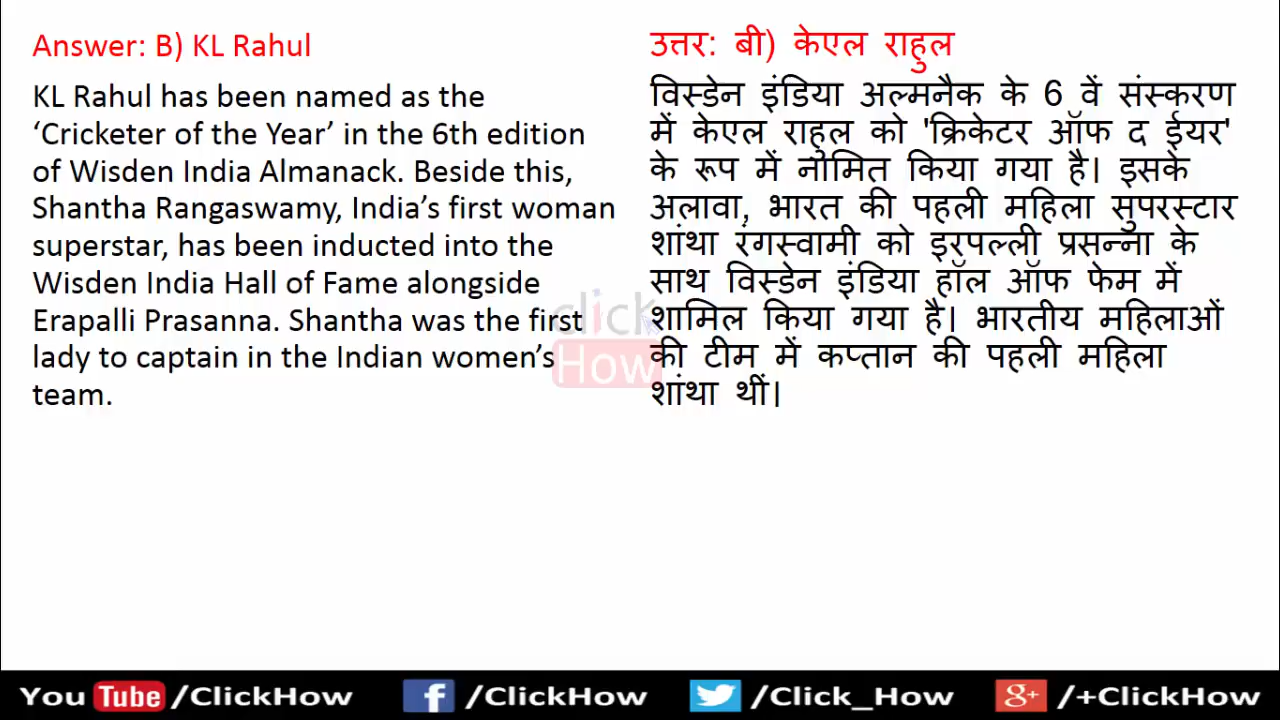 Answer: B) KL Rahul
KL Rahul has been named as the
‘Cricketer of the Year’ in the 6th edition
of Wisden India Almanack. Beside this,
Shantha Rangaswamy, India’s first woman
superstar, has been inducted into the
Wisden India Hall of Fame alongside
Erapalli Prasanna. Shantha was the first
lady to captain in the Indian women’s
team.
उत्तर: बी) केएल राहुल
विस्डेन इंडिया अल्मनैक के 6 वें संस्करण
में केएल राहुल को 'क्रिकेटर ऑफ द ईयर'
के रूप में नामित किया गया है। इसके
अलावा, भारत की पहली महिला सुपरस्टार
शांथा रंगस्वामी को इरपल्ली प्रसन्ना के
साथ विस्डेन इंडिया हॉल ऑफ फेम में
शामिल किया गया है। भारतीय महिलाओं
की टीम में कप्तान की पहली महिला
शांथा थीं।
click
How
You Tube /ClickHow f /ClickHow /Click_How g+ /+ClickHow